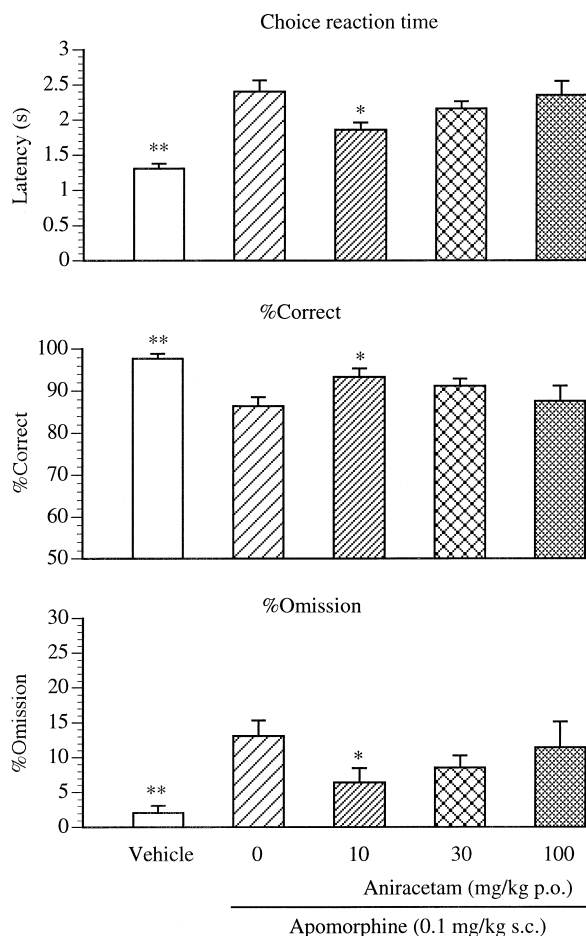 Choice reaction time
3
2.5
2
1.5
1
0.5
0
Latency (s)
**
*
%Correct
100
90
80
70
60
50
%Correct
**
*
%Omission
30
25
20
15
10
5
0
%Omission
**
*
Vehicle 0 10 30 100
Aniracetam (mg/kg p.o.)
Apomorphine (0.1 mg/kg s.c.)